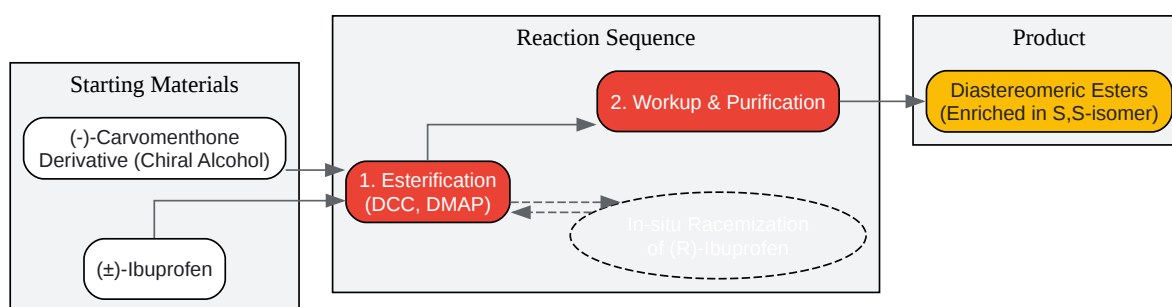 Starting Materials
(-)-Carvomenthone
Derivative (Chiral Alcohol)
(±)-Ibuprofen
Reaction Sequence
1. Esterification
(DCC, DMAP)
2. Workup & Purification
In-situ Racemization
of (R)-Ibuprofen
Product
Diastereomeric Esters
(Enriched in S,S-isomer)